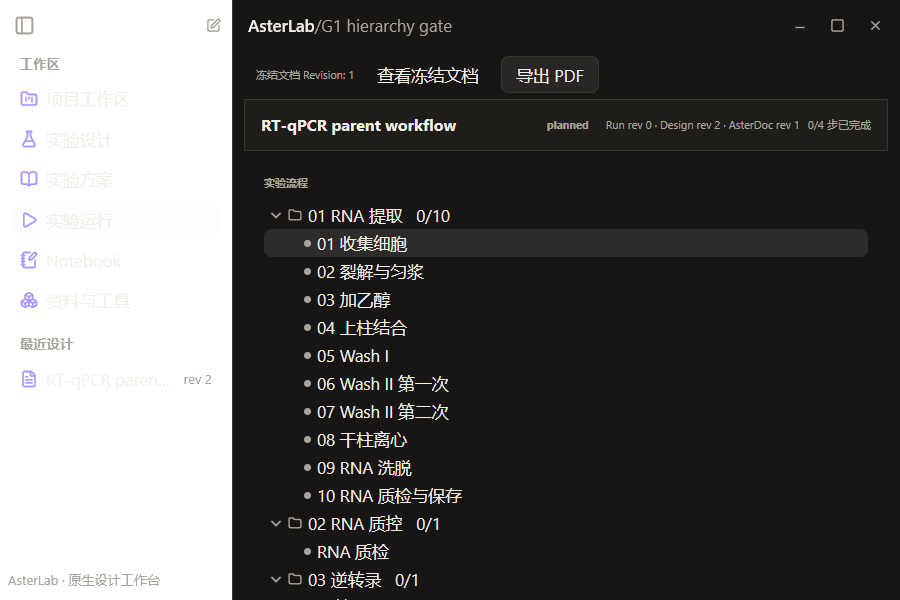 工作区
项目工作区
实验设计
实验方案
实验运行
Notebook
资料与工具
最近设计
RT-qPCR paren... rev 2
AsterLab · 原生设计工作台
AsterLab/G1 hierarchy gate
冻结文档 Revision: 1 查看冻结文档 导出 PDF
RT-qPCR parent workflow planned Run rev 0 · Design rev 2 · AsterDoc rev 1 0/4 步已完成
实验流程
01 RNA 提取 0/10
01 收集细胞
02 裂解与匀浆
03 加乙醇
04 上柱结合
05 Wash I
06 Wash II 第一次
07 Wash II 第二次
08 干柱离心
09 RNA 洗脱
10 RNA 质检与保存
02 RNA 质控 0/1
RNA 质检
03 逆转录 0/1